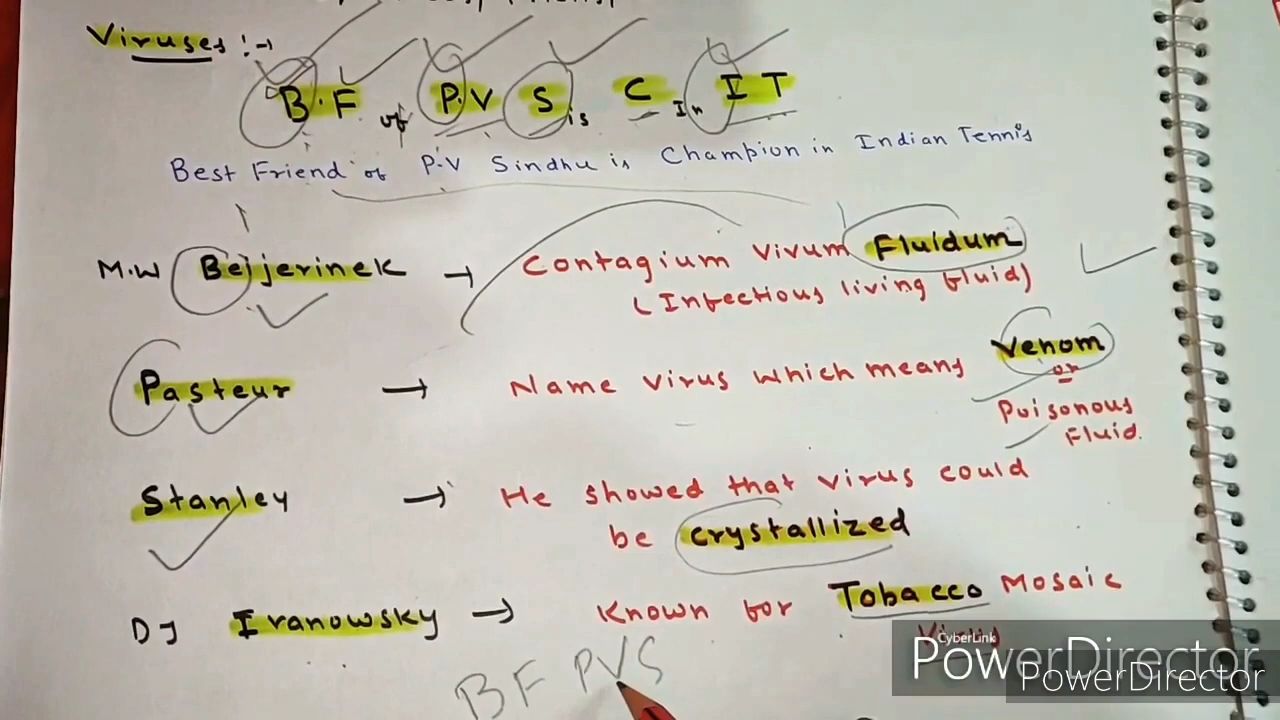 Viruses :→
B.F of P.V S is C In I T
Best Friend of P.V Sindhu is Champion in Indian Tennis
M.W Beijerinek → Contagium Vivum Fluidum
(Infectious living fluid)
Pasteur → Name virus which means Venom
or
Poisonous
Fluid.
Stanley → He showed that virus could
be crystallized
DJ Ivanowsky → Known for Tobacco Mosaic
Virus
BF PVS
CyberLink
PowerDirector
PowerDirector